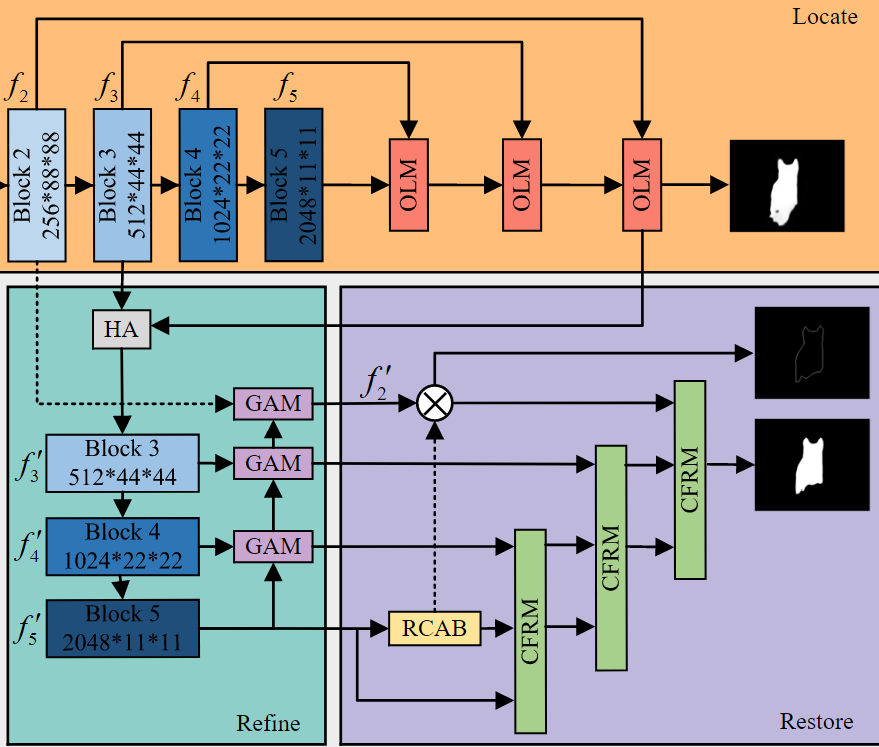 Locate
f2
f3
f4
f5
Block 2
256*88*88
Block 3
512*44*44
Block 4
1024*22*22
Block 5
2048*11*11
OLM
OLM
OLM
HA
GAM
f2′
Block 3
512*44*44
f3′
GAM
Block 4
1024*22*22
f4′
GAM
Block 5
2048*11*11
f5′
RCAB
CFRM
CFRM
CFRM
Refine
Restore